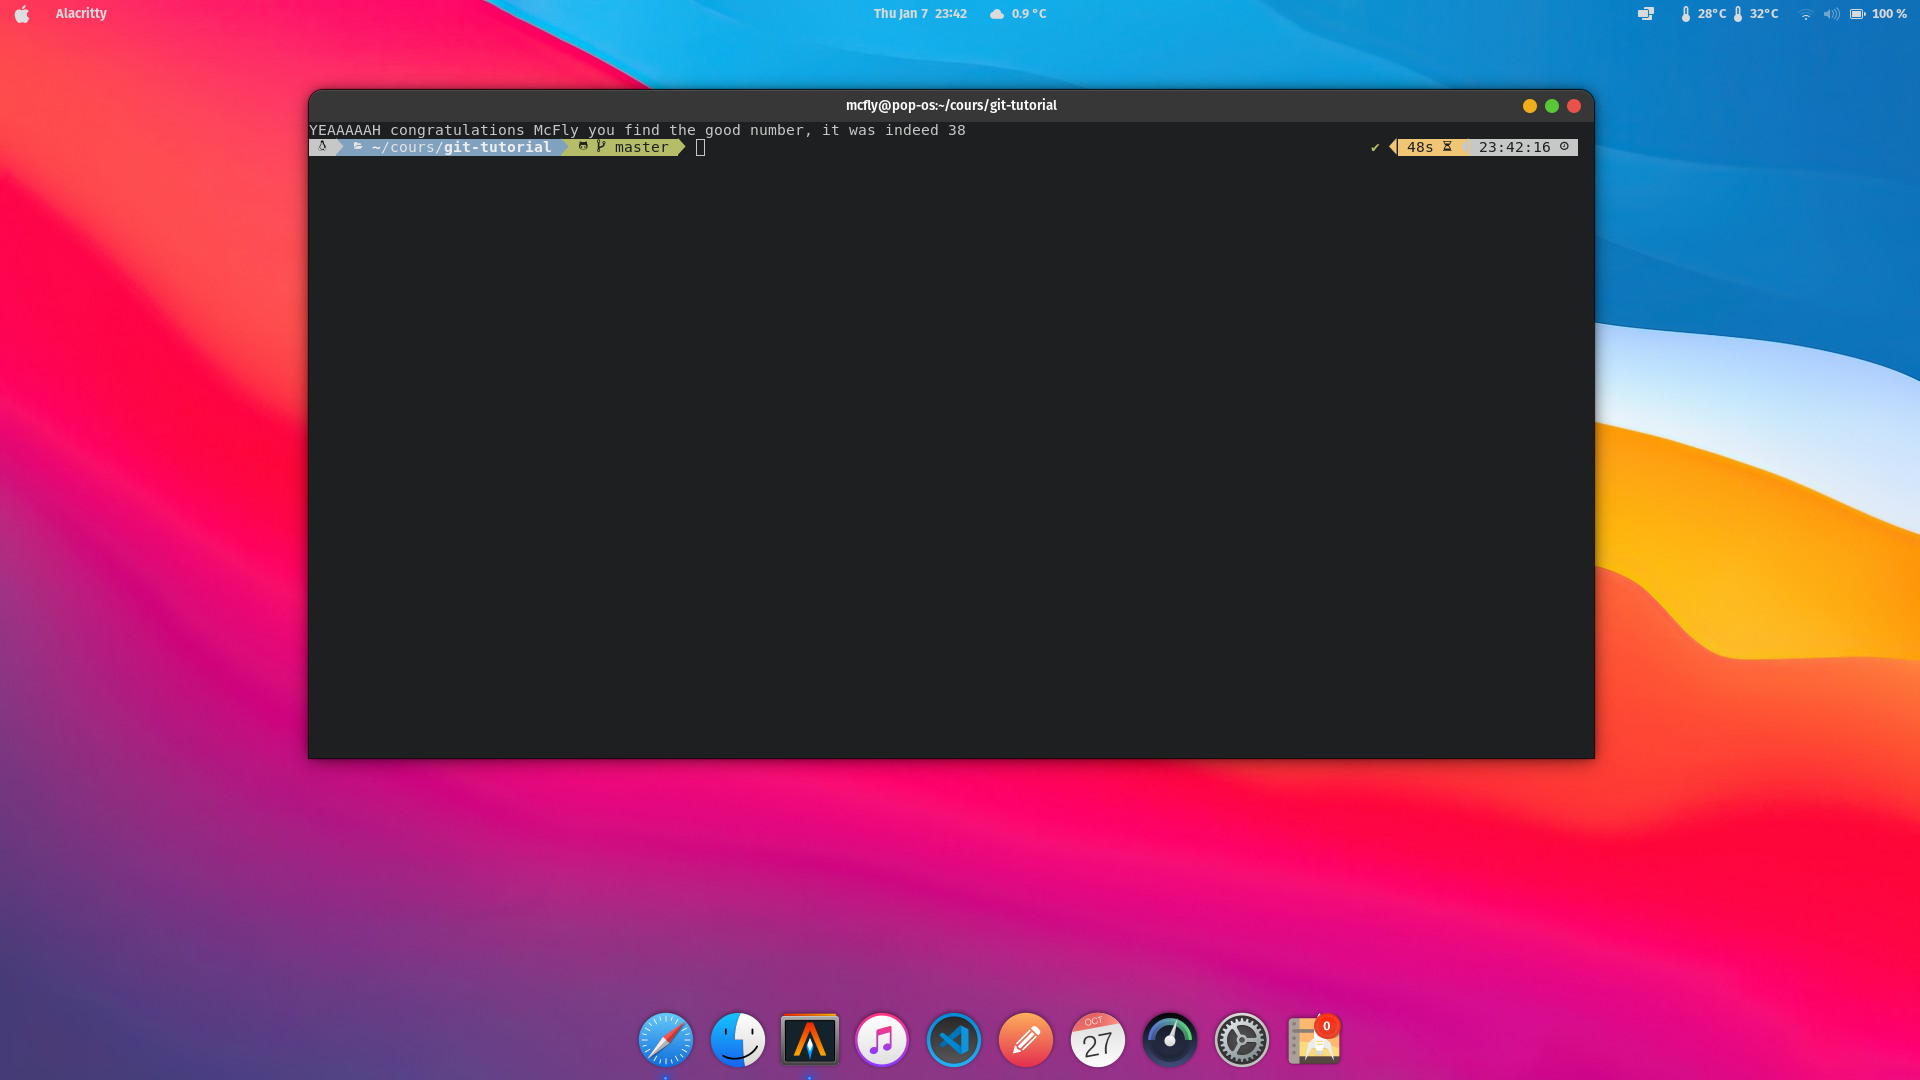 Alacritty
Thu Jan 7 23:42 0.9 °C
28°C 32°C 100 %
mcfly@pop-os:~/cours/git-tutorial
YEAAAAAH congratulations McFly you find the good number, it was indeed 38
~/cours/git-tutorial master 48s 23:42:16
OCT
27
0